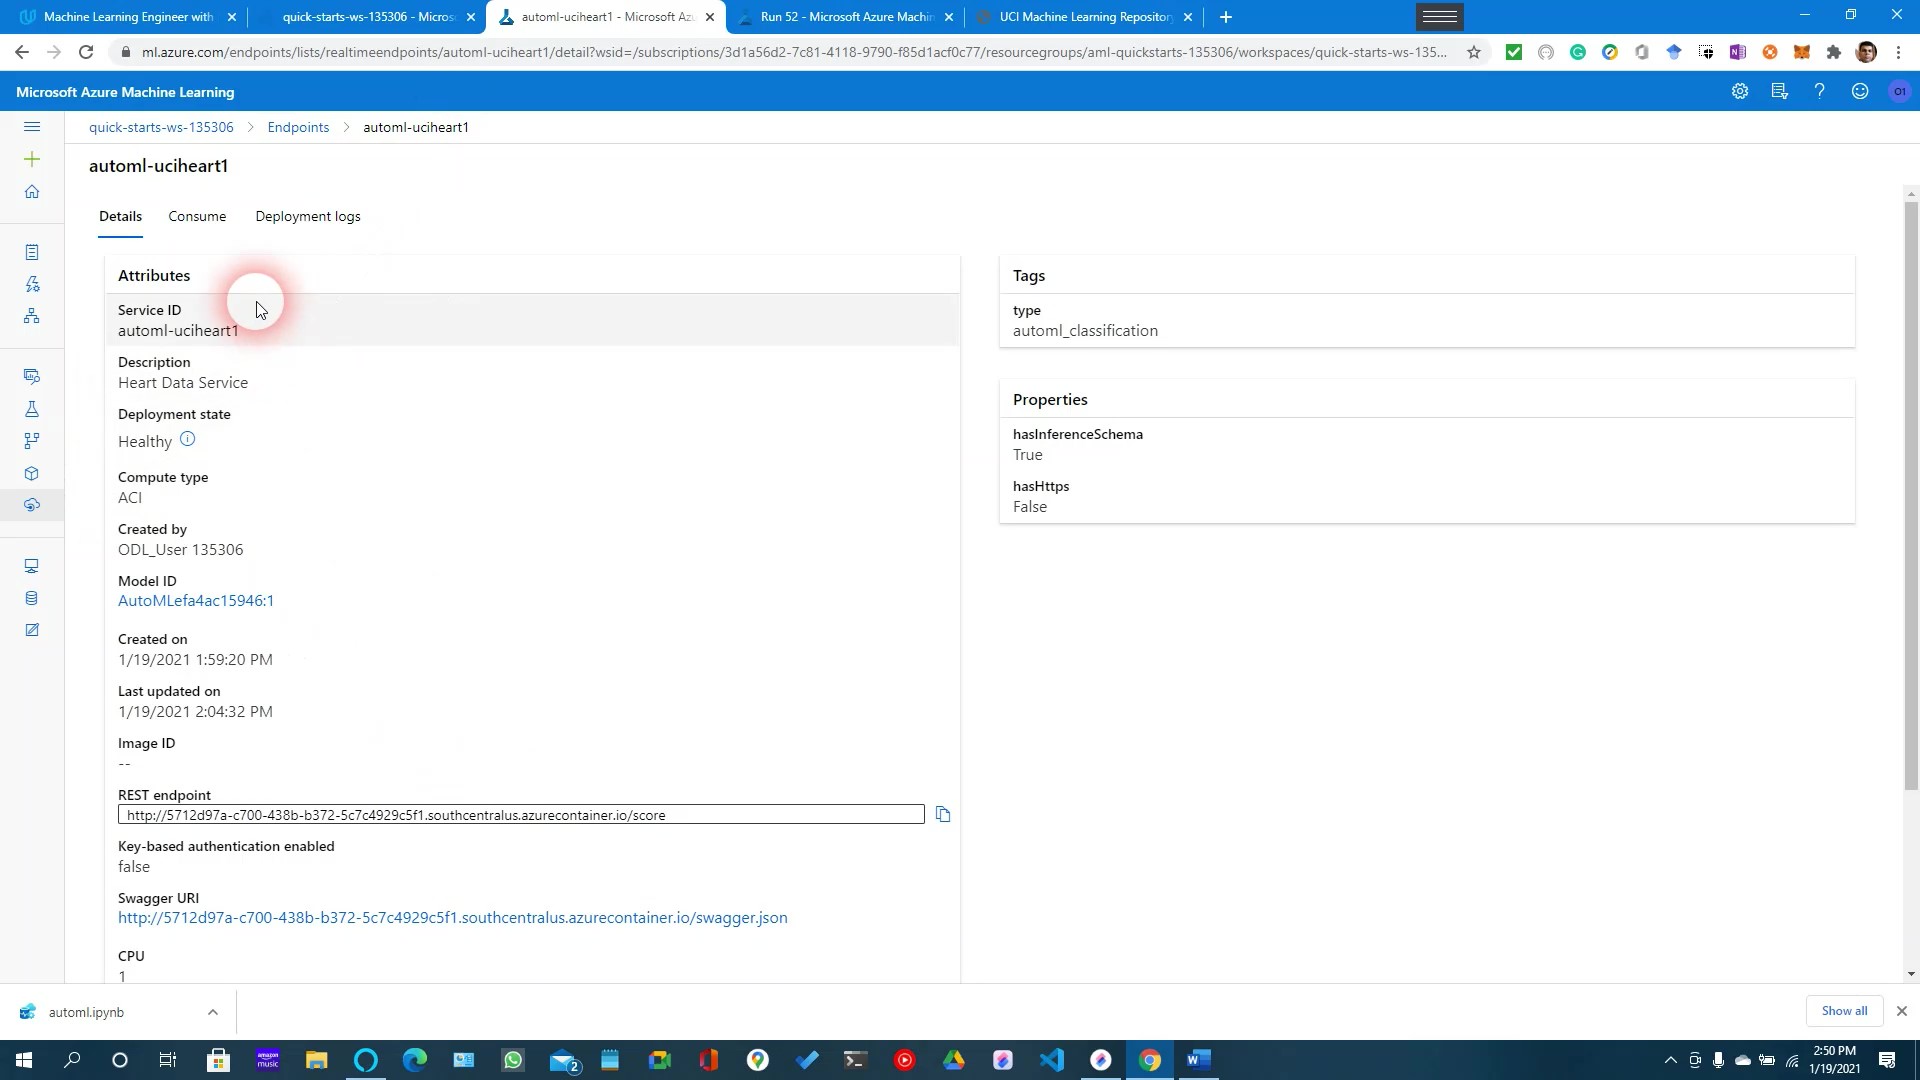 Machine Learning Engineer with
quick-starts-ws-135306 - Micros
automl-uciheart1 - Microsoft Az
Run 52 - Microsoft Azure Machin
UCI Machine Learning Repository
ml.azure.com/endpoints/lists/realtimeendpoints/automl-uciheart1/detail?wsid=/subscriptions/3d1a56d2-7c81-4118-9790-f85d1acf0c77/resourcegroups/aml-quickstarts-135306/workspaces/quick-starts-ws-135...
Microsoft Azure Machine Learning
O1
quick-starts-ws-135306 > Endpoints > automl-uciheart1
automl-uciheart1
Details
Consume
Deployment logs
Attributes
Service ID
automl-uciheart1
Description
Heart Data Service
Deployment state
Healthy
Compute type
ACI
Created by
ODL_User 135306
Model ID
AutoMLefa4ac15946:1
Created on
1/19/2021 1:59:20 PM
Last updated on
1/19/2021 2:04:32 PM
Image ID
--
REST endpoint
http://5712d97a-c700-438b-b372-5c7c4929c5f1.southcentralus.azurecontainer.io/score
Key-based authentication enabled
false
Swagger URI
http://5712d97a-c700-438b-b372-5c7c4929c5f1.southcentralus.azurecontainer.io/swagger.json
CPU
1
Tags
type
automl_classification
Properties
hasInferenceSchema
True
hasHttps
False
automl.ipynb
Show all
amazon music
2
2:50 PM
1/19/2021